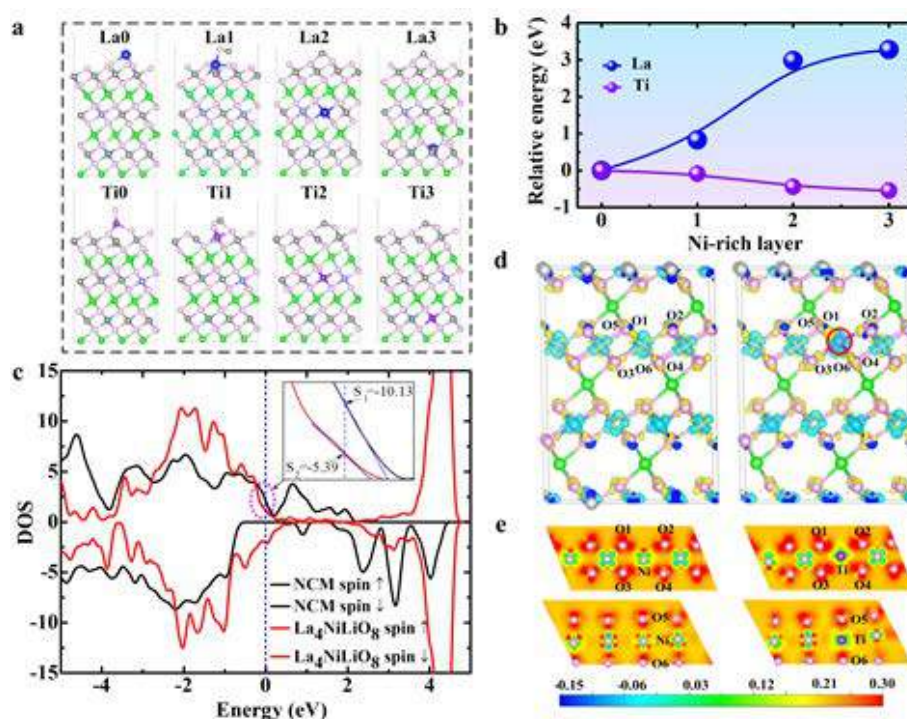 a
La0 La1 La2 La3
Ti0 Ti1 Ti2 Ti3
b
Relative energy (eV)
4
3
2
1
0
-1
La
Ti
0 1 2 3
Ni-rich layer
c
DOS
15
10
5
0
-5
-10
-15
S₁=-10.13
S₂=-5.39
NCM spin ↑
NCM spin ↓
La₄NiLiO₈ spin ↑
La₄NiLiO₈ spin ↓
-4 -2 0 2 4
Energy (eV)
d
O5 O1 O2
O3 O6 O4
O5 O1 O2
O3 O6 O4
e
O1 O2
Ni
O3 O4
O5
Ni
O6
O1 O2
Ti
O3 O4
O5
Ti
O6
-0.15 -0.06 0.03 0.12 0.21 0.30